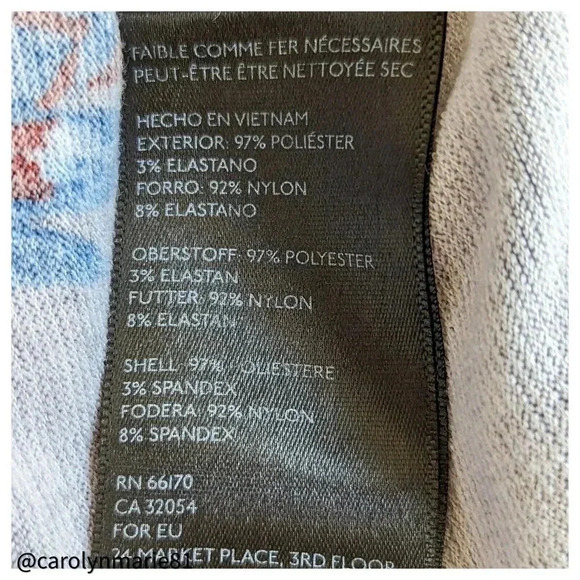 FAIBLE COMME FER NÉCESSAIRES
PEUT-ÊTRE ÊTRE NETTOYÉE SEC
HECHO EN VIETNAM
EXTERIOR: 97% POLIÉSTER
3% ELASTANO
FORRO: 92% NYLON
8% ELASTANO
OBERSTOFF: 97% POLYESTER
3% ELASTAN
FUTTER: 92% NYLON
8% ELASTAN
SHELL: 97% POLIESTERE
3% SPANDEX
FODERA: 92% NYLON
8% SPANDEX
RN 66170
CA 32054
FOR EU
24 MARKET PLACE, 3RD FLOOR
@carolynmarie81